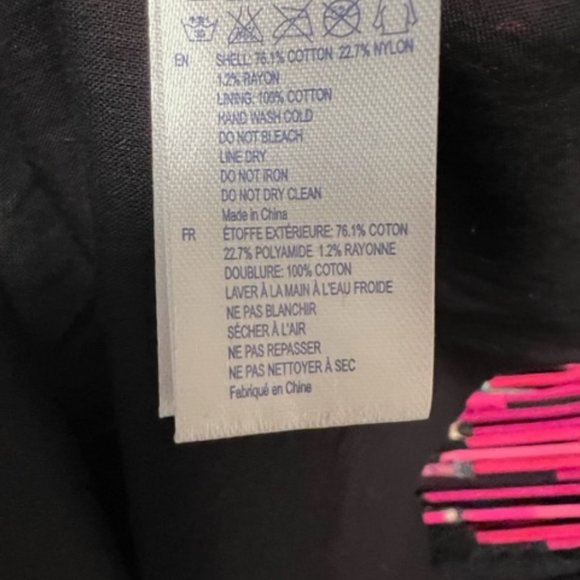 EN SHELL: 76.1% COTTON 22.7% NYLON
1.2% RAYON
LINING: 100% COTTON
HAND WASH COLD
DO NOT BLEACH
LINE DRY
DO NOT IRON
DO NOT DRY CLEAN
Made in China
FR ÉTOFFE EXTÉRIEURE: 76.1% COTON
22.7% POLYAMIDE 1.2% RAYONNE
DOUBLURE: 100% COTON
LAVER À LA MAIN À L'EAU FROIDE
NE PAS BLANCHIR
SÉCHER À L'AIR
NE PAS REPASSER
NE PAS NETTOYER À SEC
Fabriqué en Chine